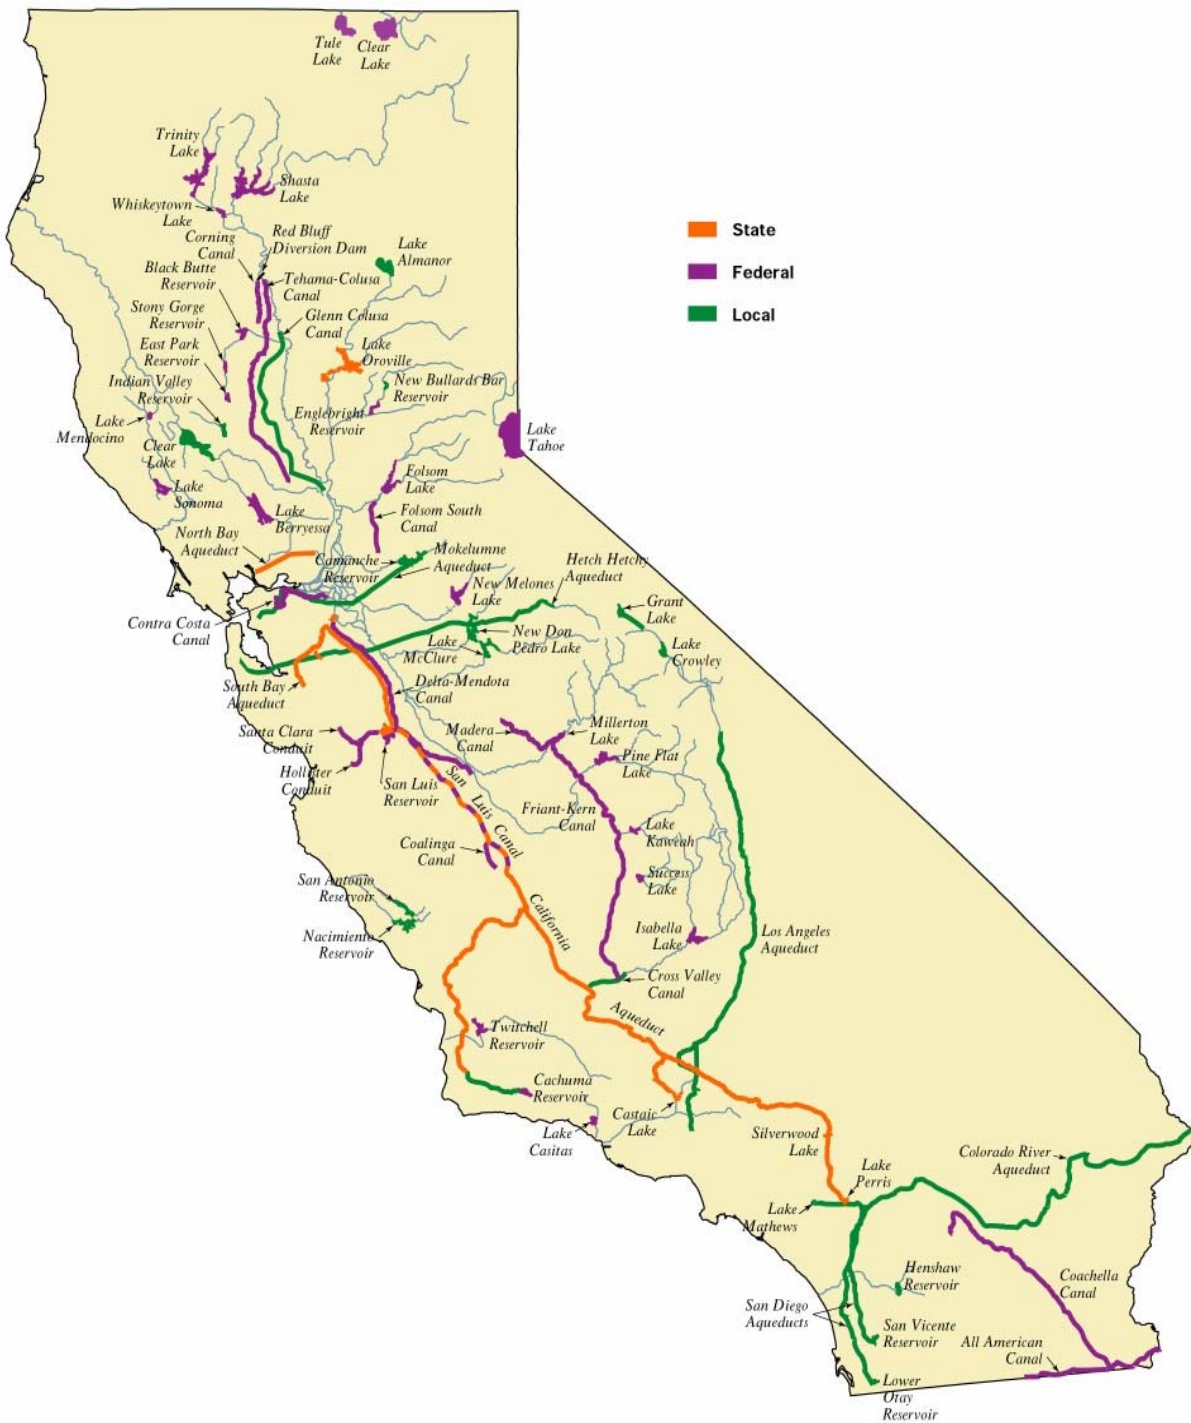 Tule
Lake
Clear
Lake
Trinity
Lake
Shasta
Lake
Whiskeytown
Lake
State
Federal
Local
Corning
Canal
Red Bluff
Diversion Dam
Lake
Almanor
Black Butte
Reservoir
Tehama-Colusa
Canal
Stony Gorge
Reservoir
Glenn Colusa
Canal
East Park
Reservoir
Lake
Oroville
Indian Valley
Reservoir
New Bullards Bar
Reservoir
Englebright
Reservoir
Lake
Mendocino
Clear
Lake
Lake
Tahoe
Lake
Sonoma
Folsom
Lake
Lake
Berryessa
Folsom South
Canal
North Bay
Aqueduct
Camanche
Reservoir
Mokelumne
Aqueduct
Hetch Hetchy
Aqueduct
New Melones
Lake
Grant
Lake
Contra Costa
Canal
Lake
McClure
New Don
Pedro Lake
Lake
Crowley
South Bay
Aqueduct
Delta-Mendota
Canal
Santa Clara
Conduit
Madera
Canal
Millerton
Lake
Hollister
Conduit
San Luis
Reservoir
San Luis Canal
Pine Flat
Lake
Friant-Kern
Canal
Lake
Kaweah
Coalinga
Canal
Success
Lake
San Antonio
Reservoir
California
Aqueduct
Nacimiento
Reservoir
Isabella
Lake
Los Angeles
Aqueduct
Cross Valley
Canal
Twitchell
Reservoir
Cachuma
Reservoir
Castaic
Lake
Lake
Casitas
Silverwood
Lake
Lake
Perris
Colorado River
Aqueduct
Lake
Mathews
Henshaw
Reservoir
Coachella
Canal
San Diego
Aqueducts
San Vicente
Reservoir
All American
Canal
Lower
Otay
Reservoir